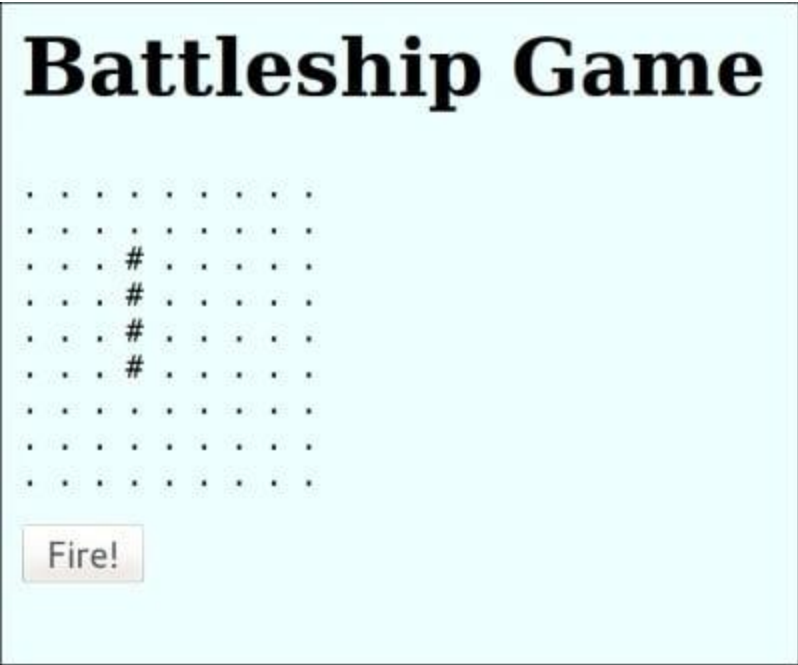 Battleship Game
. . . . . . . . .
. . . . . . . . .
. . . # . . . . .
. . . # . . . . .
. . . # . . . . .
. . . # . . . . .
. . . . . . . . .
. . . . . . . . .
. . . . . . . . .
Fire!